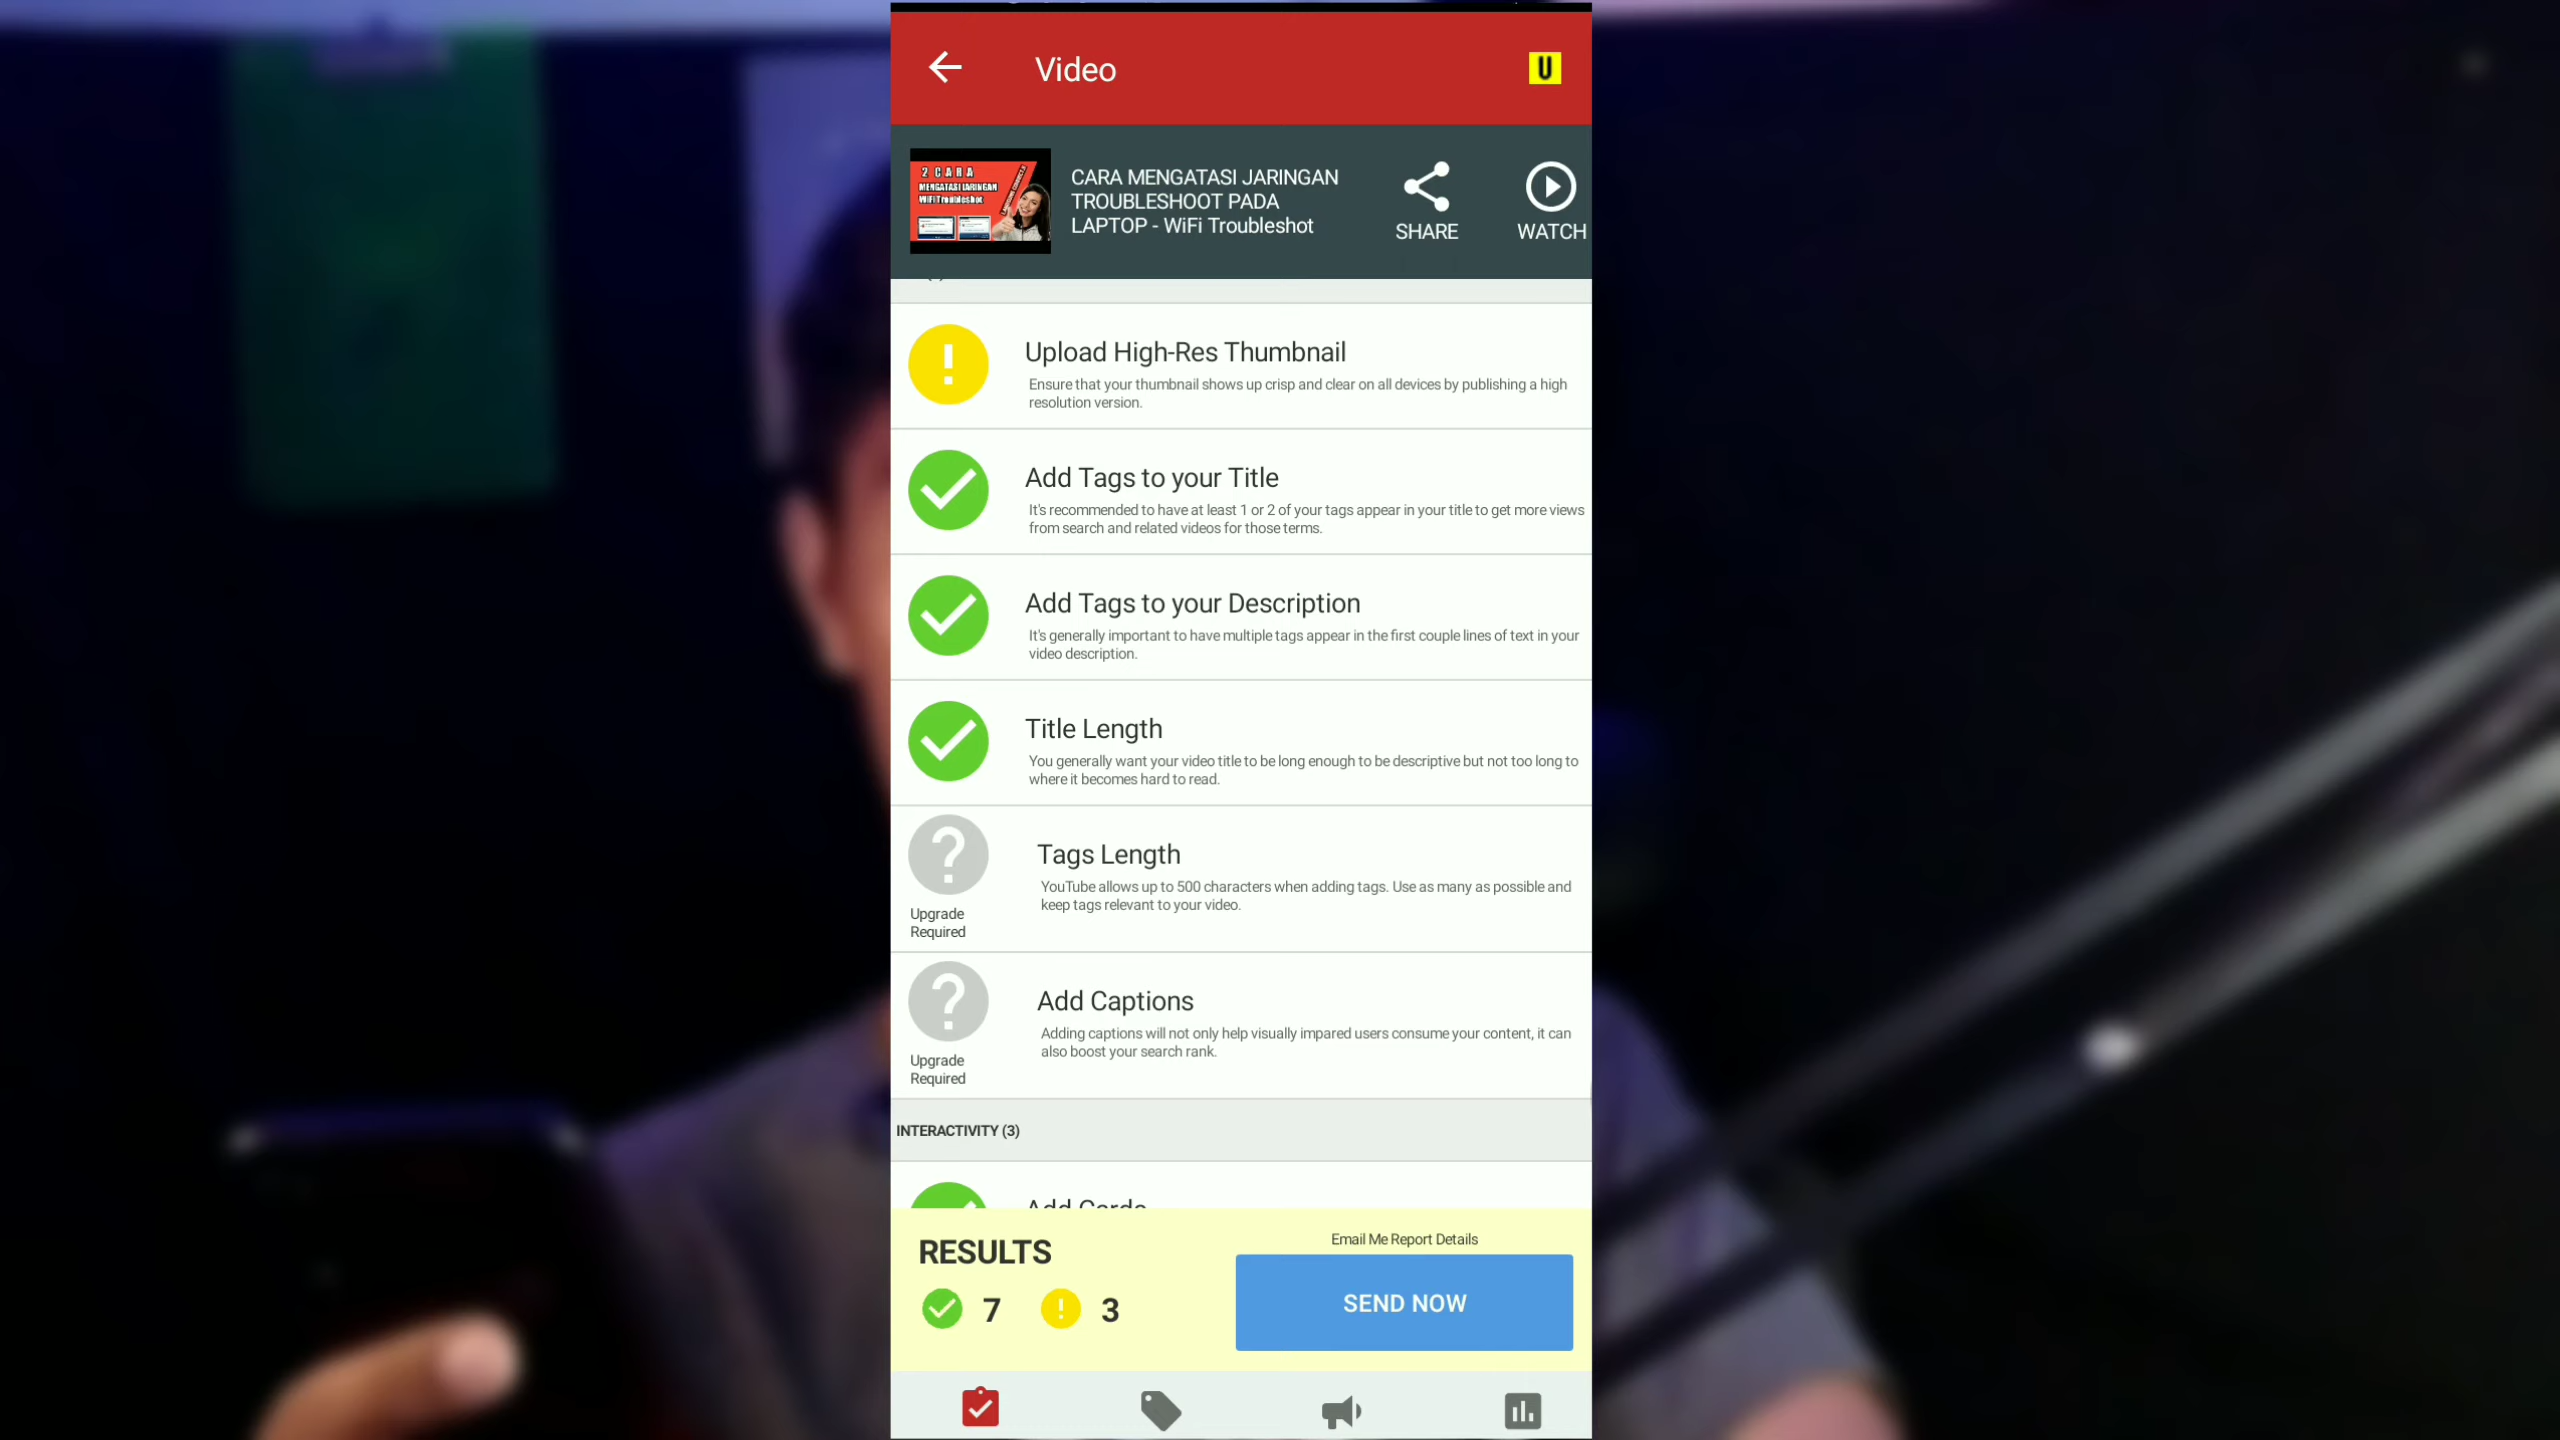 Video
U
2 CARA
MENGATASI JARINGAN
WiFi Troubleshot
CARA MENGATASI JARINGAN
TROUBLESHOOT PADA
LAPTOP - WiFi Troubleshot
SHARE
WATCH
Upload High-Res Thumbnail
Ensure that your thumbnail shows up crisp and clear on all devices by publishing a high
resolution version.
Add Tags to your Title
It's recommended to have at least 1 or 2 of your tags appear in your title to get more views
from search and related videos for those terms.
Add Tags to your Description
It's generally important to have multiple tags appear in the first couple lines of text in your
video description.
Title Length
You generally want your video title to be long enough to be descriptive but not too long to
where it becomes hard to read.
Tags Length
YouTube allows up to 500 characters when adding tags. Use as many as possible and
keep tags relevant to your video.
Upgrade
Required
Add Captions
Adding captions will not only help visually impared users consume your content, it can
also boost your search rank.
Upgrade
Required
INTERACTIVITY (3)
Add Cards
RESULTS
7
3
Email Me Report Details
SEND NOW